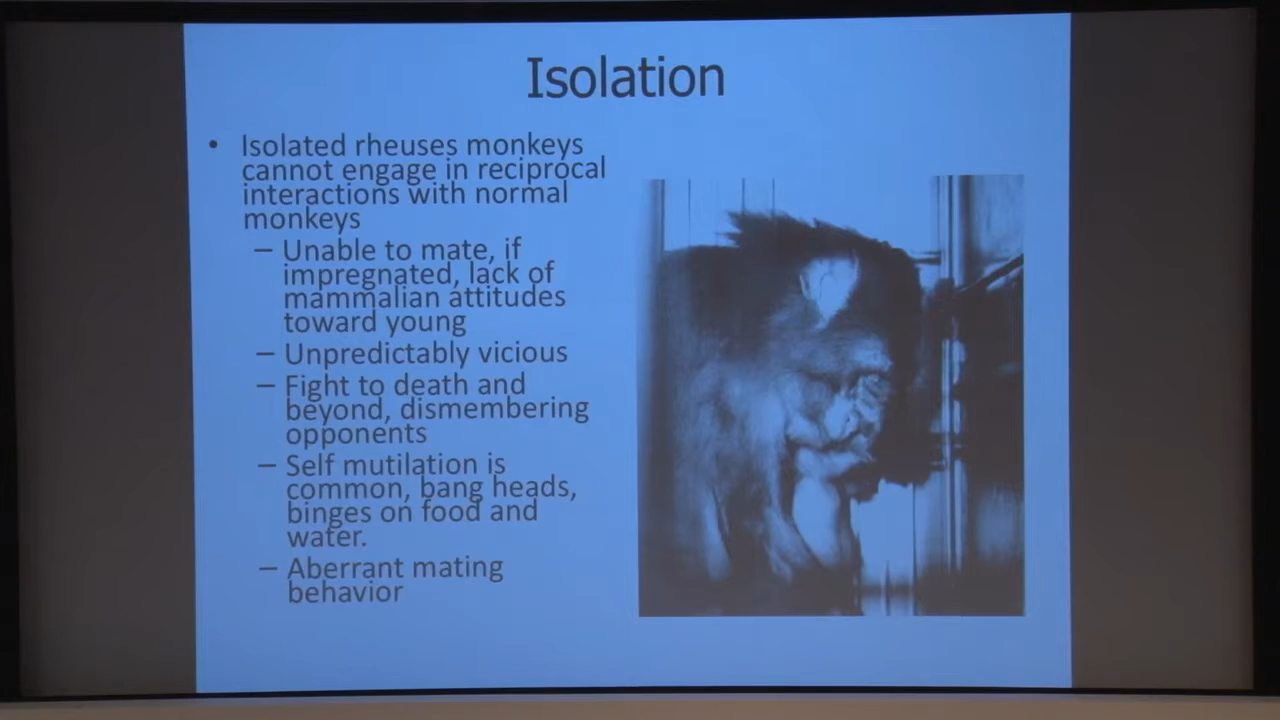 Isolation
• Isolated rheuses monkeys
cannot engage in reciprocal
interactions with normal
monkeys
– Unable to mate, if
impregnated, lack of
mammalian attitudes
toward young
– Unpredictably vicious
– Fight to death and
beyond, dismembering
opponents
– Self mutilation is
common, bang heads,
binges on food and
water.
– Aberrant mating
behavior